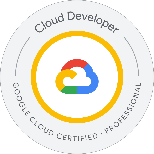 Cloud Developer
GOOGLE CLOUD CERTIFIED • PROFESSIONAL